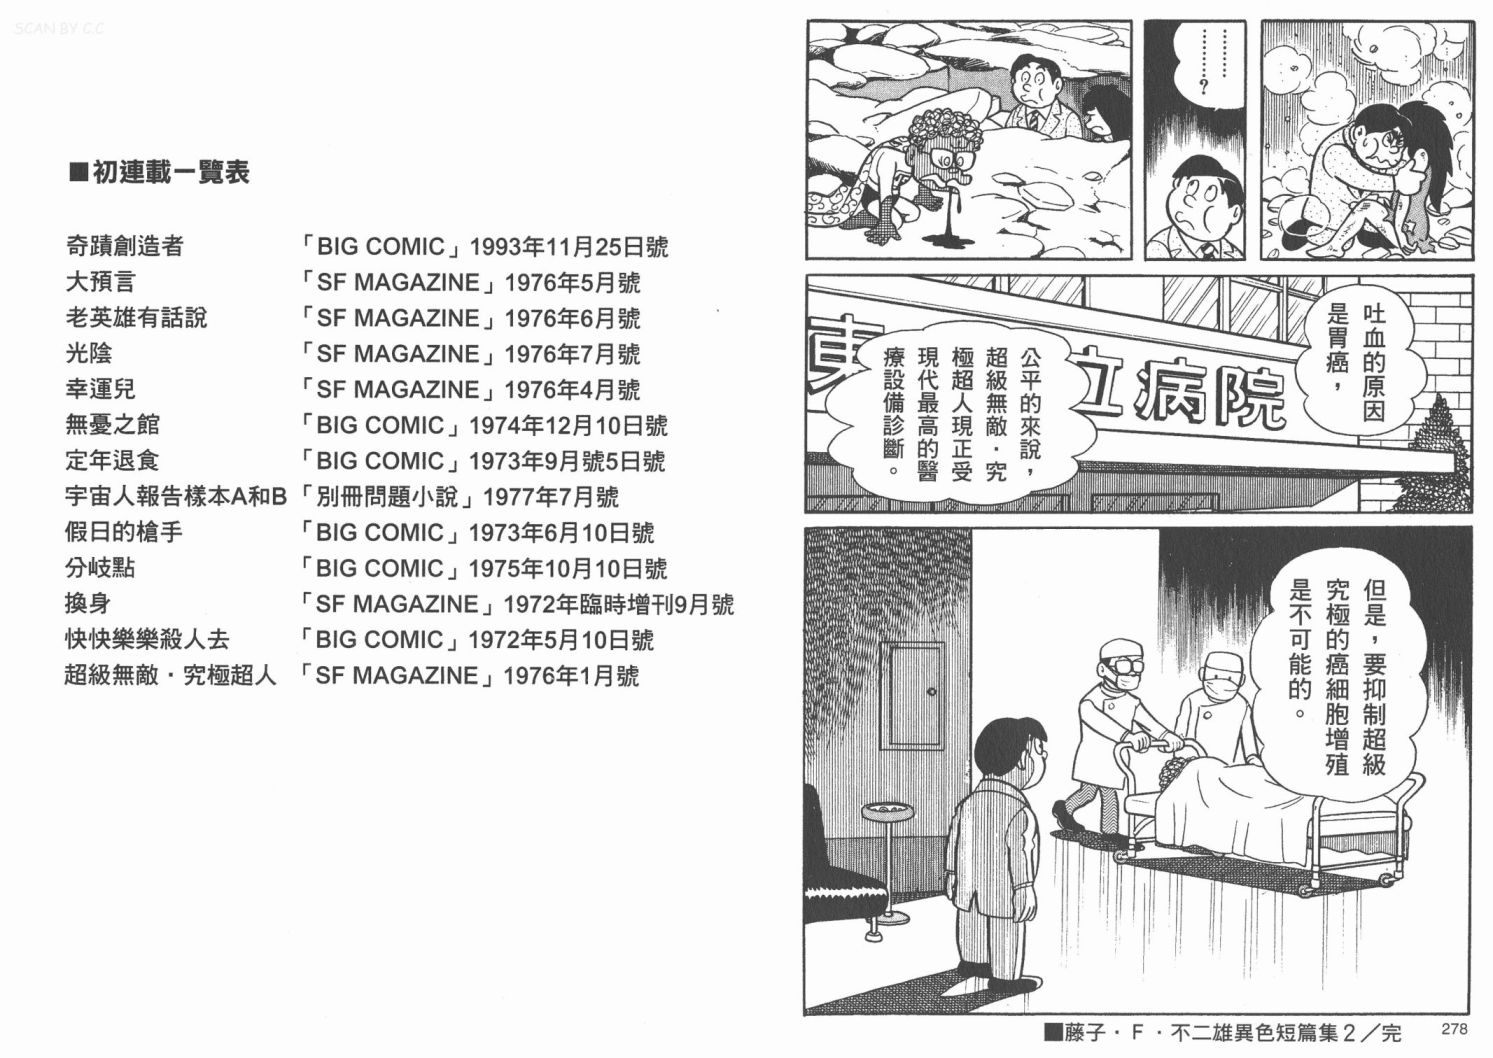 SCAN BY C.C
■初連載一覽表
奇蹟創造者 「BIG COMIC」1993年11月25日號
大預言 「SF MAGAZINE」1976年5月號
老英雄有話說 「SF MAGAZINE」1976年6月號
光陰 「SF MAGAZINE」1976年7月號
幸運兒 「SF MAGAZINE」1976年4月號
無憂之館 「BIG COMIC」1974年12月10日號
定年退食 「BIG COMIC」1973年9月號5日號
宇宙人報告樣本A和B 「別冊問題小說」1977年7月號
假日的槍手 「BIG COMIC」1973年6月10日號
分岐點 「BIG COMIC」1975年10月10日號
換身 「SF MAGAZINE」1972年臨時增刊9月號
快快樂樂殺人去 「BIG COMIC」1972年5月10日號
超級無敵・究極超人 「SF MAGAZINE」1976年1月號
………
………?
吐血的原因
是胃癌，
東
立病院
公平的來說，
超級無敵・究
極超人現正受
現代最高的醫
療設備診斷。
但是，要抑制超級
究極的癌細胞增殖
是不可能的。
■藤子・F・不二雄異色短篇集2／完
278